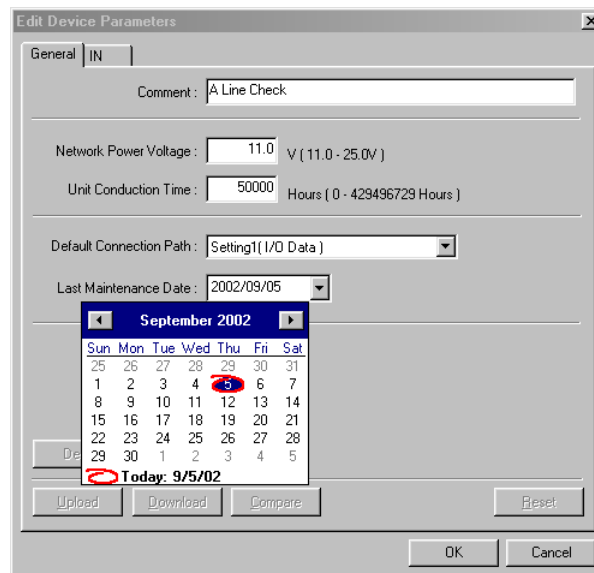 Edit Device Parameters
General IN
Comment : A Line Check
Network Power Voltage : 11.0 V ( 11.0 - 25.0V )
Unit Conduction Time : 50000 Hours ( 0 - 429496729 Hours )
Default Connection Path : Setting1( I/O Data )
Last Maintenance Date : 2002/09/05
September 2002
Sun Mon Tue Wed Thu Fri Sat
25 26 27 28 29 30 31
1 2 3 4 5 6 7
8 9 10 11 12 13 14
15 16 17 18 19 20 21
22 23 24 25 26 27 28
29 30 1 2 3 4 5
Today: 9/5/02
Upload Download Compare Reset
OK Cancel